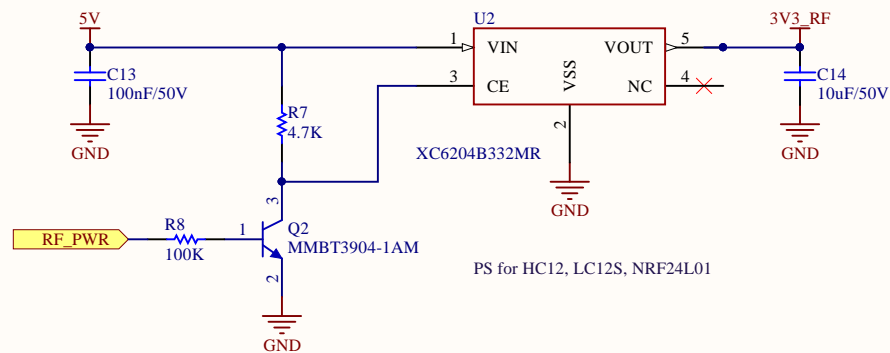 5V
U2
3V3_RF
1
VIN
VOUT
5
C13
100nF/50V
3
CE
VSS
NC
4
C14
10uF/50V
R7
4.7K
2
GND
XC6204B332MR
GND
GND
3
RF_PWR
R8
100K
1
Q2
MMBT3904-1AM
2
PS for HC12, LC12S, NRF24L01
GND